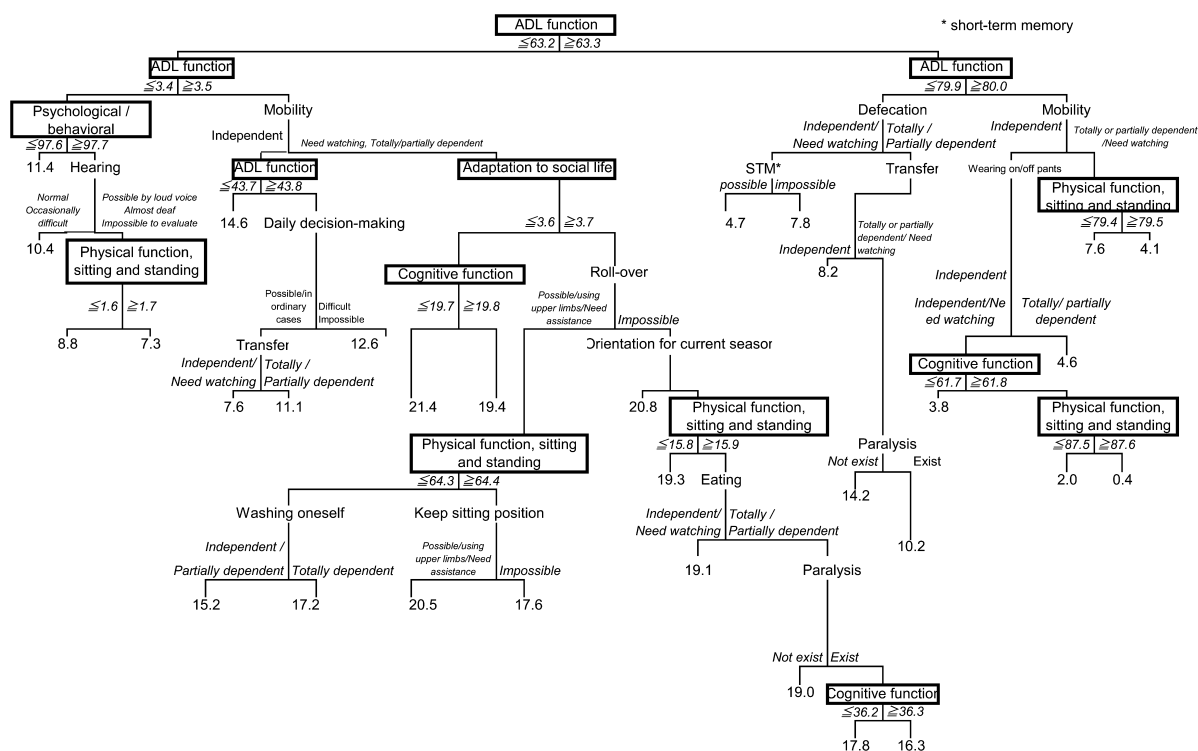 ADL function
* short-term memory
≦63.2 ≧63.3
ADL function
ADL function
≦3.4 ≧3.5
≦79.9 ≧80.0
Psychological /
behavioral
Mobility
Defecation
Mobility
≦97.6 ≧97.7
Independent
Need watching, Totally/partially dependent
Independent/
Need watching
Totally /
Partially dependent
Independent
Totally or partially dependent
/Need watching
11.4
Hearing
ADL function
Adaptation to social life
STM*
Transfer
Wearing on/off pants
Physical function,
sitting and standing
≦43.7 ≧43.8
possible impossible
Normal
Occasionally
difficult
Possible by loud voice
Almost deaf
Impossible to evaluate
14.6
Daily decision-making
≦3.6 ≧3.7
4.7
7.8
Totally or partially
dependent/ Need
watching
≦79.4 ≧79.5
7.6
4.1
10.4
Physical function,
sitting and standing
Independent
8.2
Cognitive function
Roll-over
Independent
≦1.6 ≧1.7
Possible/in
ordinary
cases
Difficult
Impossible
≦19.7 ≧19.8
Possible/using
upper limbs/Need
assistance
Impossible
Independent/Ne
ed watching
Totally/ partially
dependent
8.8
7.3
Transfer
12.6
Orientation for current season
Independent/
Need watching
Totally /
Partially dependent
Cognitive function
4.6
≦61.7 ≧61.8
7.6
11.1
21.4
19.4
20.8
Physical function,
sitting and standing
3.8
Physical function,
sitting and standing
Physical function, sitting
and standing
≦15.8 ≧15.9
Paralysis
≦87.5 ≧87.6
Not exist
Exist
≦64.3 ≧64.4
19.3
Eating
2.0
0.4
14.2
Washing oneself
Keep sitting position
Independent/
Need watching
Totally /
Partially dependent
10.2
Independent /
Partially dependent
Totally dependent
Possible/using
upper limbs/Need
assistance
Impossible
19.1
Paralysis
15.2
17.2
20.5
17.6
Not exist
Exist
19.0
Cognitive function
≦36.2 ≧36.3
17.8
16.3